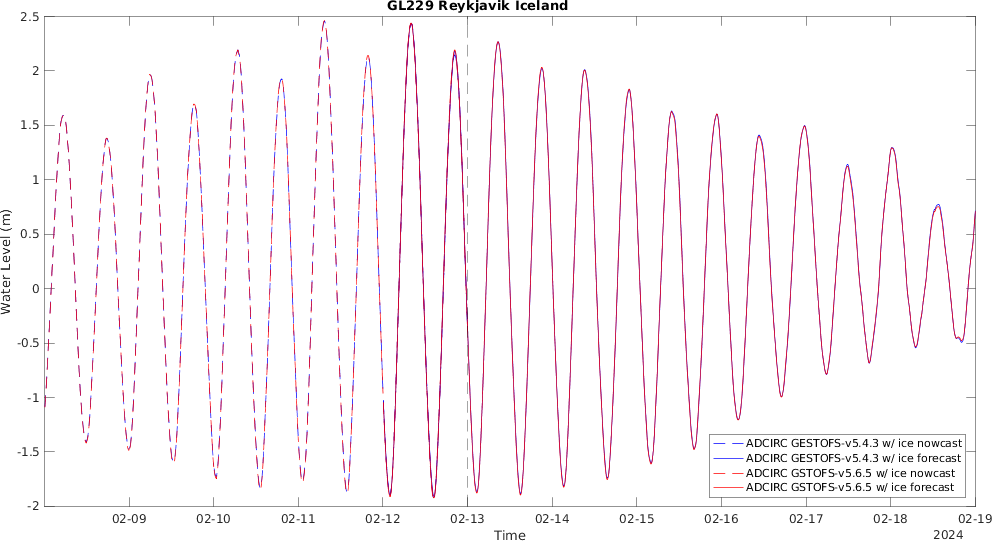 GL229 Reykjavik Iceland
2.5
2
1.5
1
0.5
0
-0.5
-1
-1.5
-2
Water Level (m)
ADCIRC GESTOFS-v5.4.3 w/ ice nowcast
ADCIRC GESTOFS-v5.4.3 w/ ice forecast
ADCIRC GSTOFS-v5.6.5 w/ ice nowcast
ADCIRC GSTOFS-v5.6.5 w/ ice forecast
02-09 02-10 02-11 02-12 02-13 02-14 02-15 02-16 02-17 02-18 02-19
Time
2024